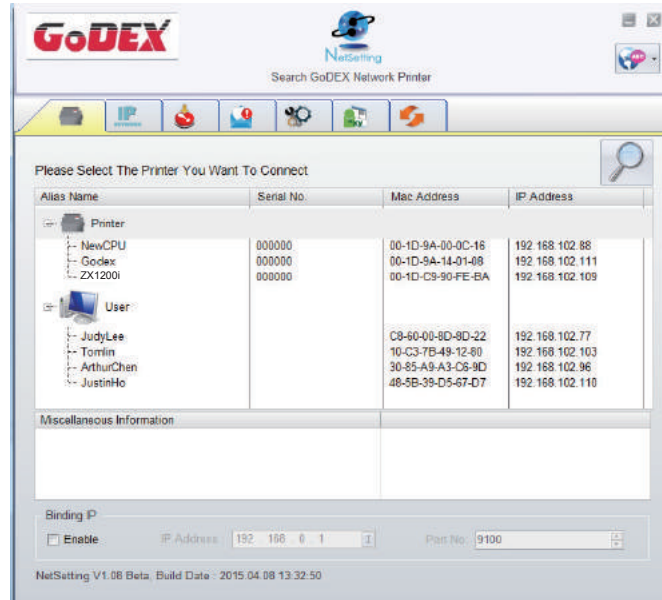 GoDEX
NetSetting
Search GoDEX Network Printer
IP
Please Select The Printer You Want To Connect
Alias Name Serial No. Mac Address IP Address
Printer
NewCPU 000000 00-1D-9A-00-0C-16 192.168.102.88
Godex 000000 00-1D-9A-14-01-08 192.168.102.111
ZX1200i 000000 00-1D-C9-90-FE-BA 192.168.102.109
User
JudyLee C8-60-00-8D-8D-22 192.168.102.77
Tomlin 10-C3-7B-49-12-80 192.168.102.103
ArthurChen 30-85-A9-A3-C6-9D 192.168.102.96
JustinHo 48-5B-39-D5-67-D7 192.168.102.110
Miscellaneous Information
Binding IP
Enable IP Address : 192 . 168 . 0 . 1 Port No: 9100
NetSetting V1.08 Beta, Build Date : 2015.04.08 13:32:50